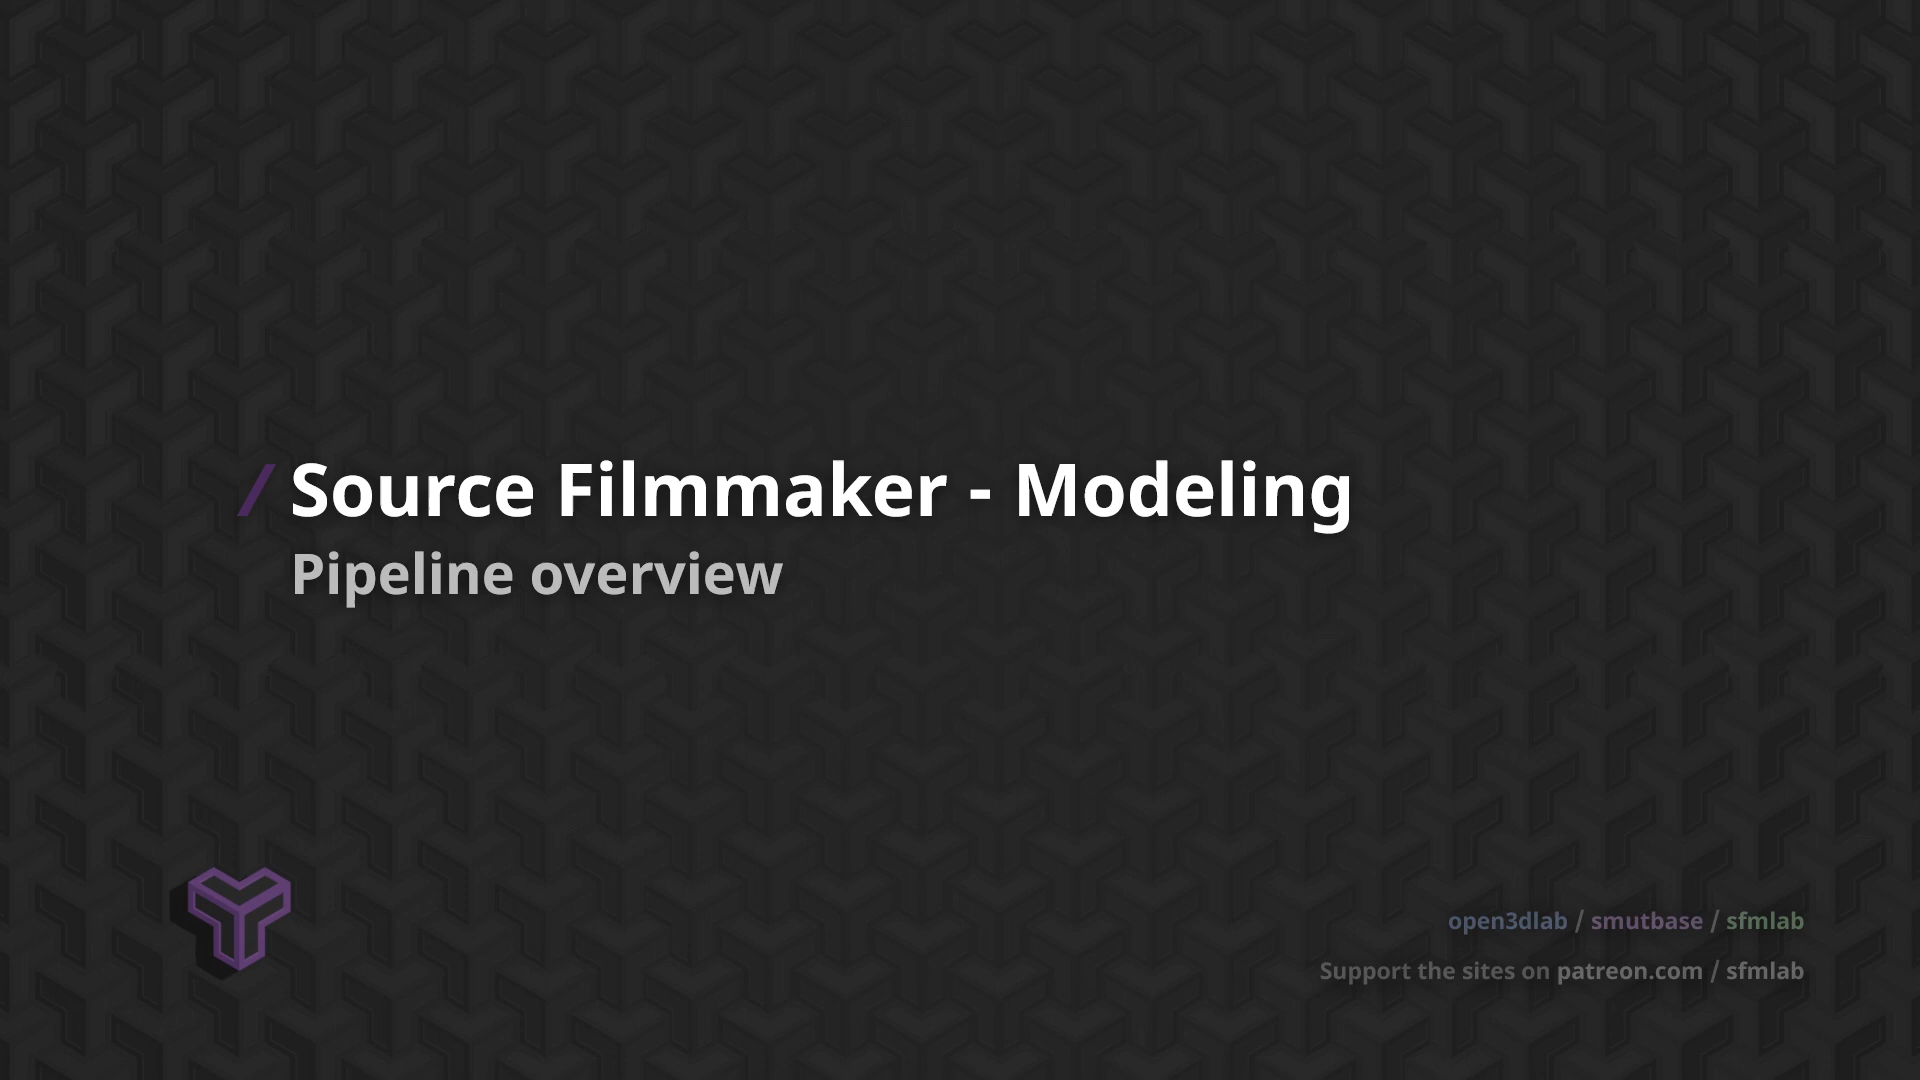 / Source Filmmaker - Modeling
Pipeline overview
open3dlab / smutbase / sfmlab
Support the sites on patreon.com / sfmlab